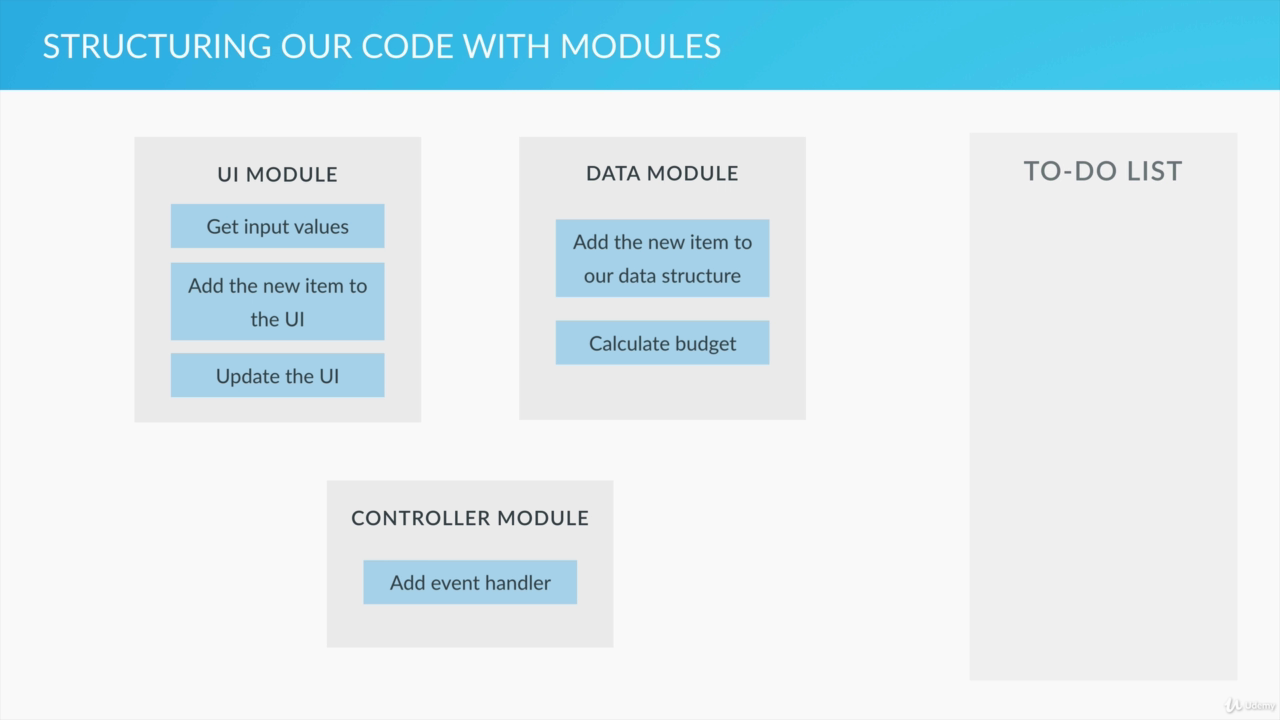 STRUCTURING OUR CODE WITH MODULES
UI MODULE
Get input values
Add the new item to
the UI
Update the UI
DATA MODULE
Add the new item to
our data structure
Calculate budget
CONTROLLER MODULE
Add event handler
TO-DO LIST
Udemy